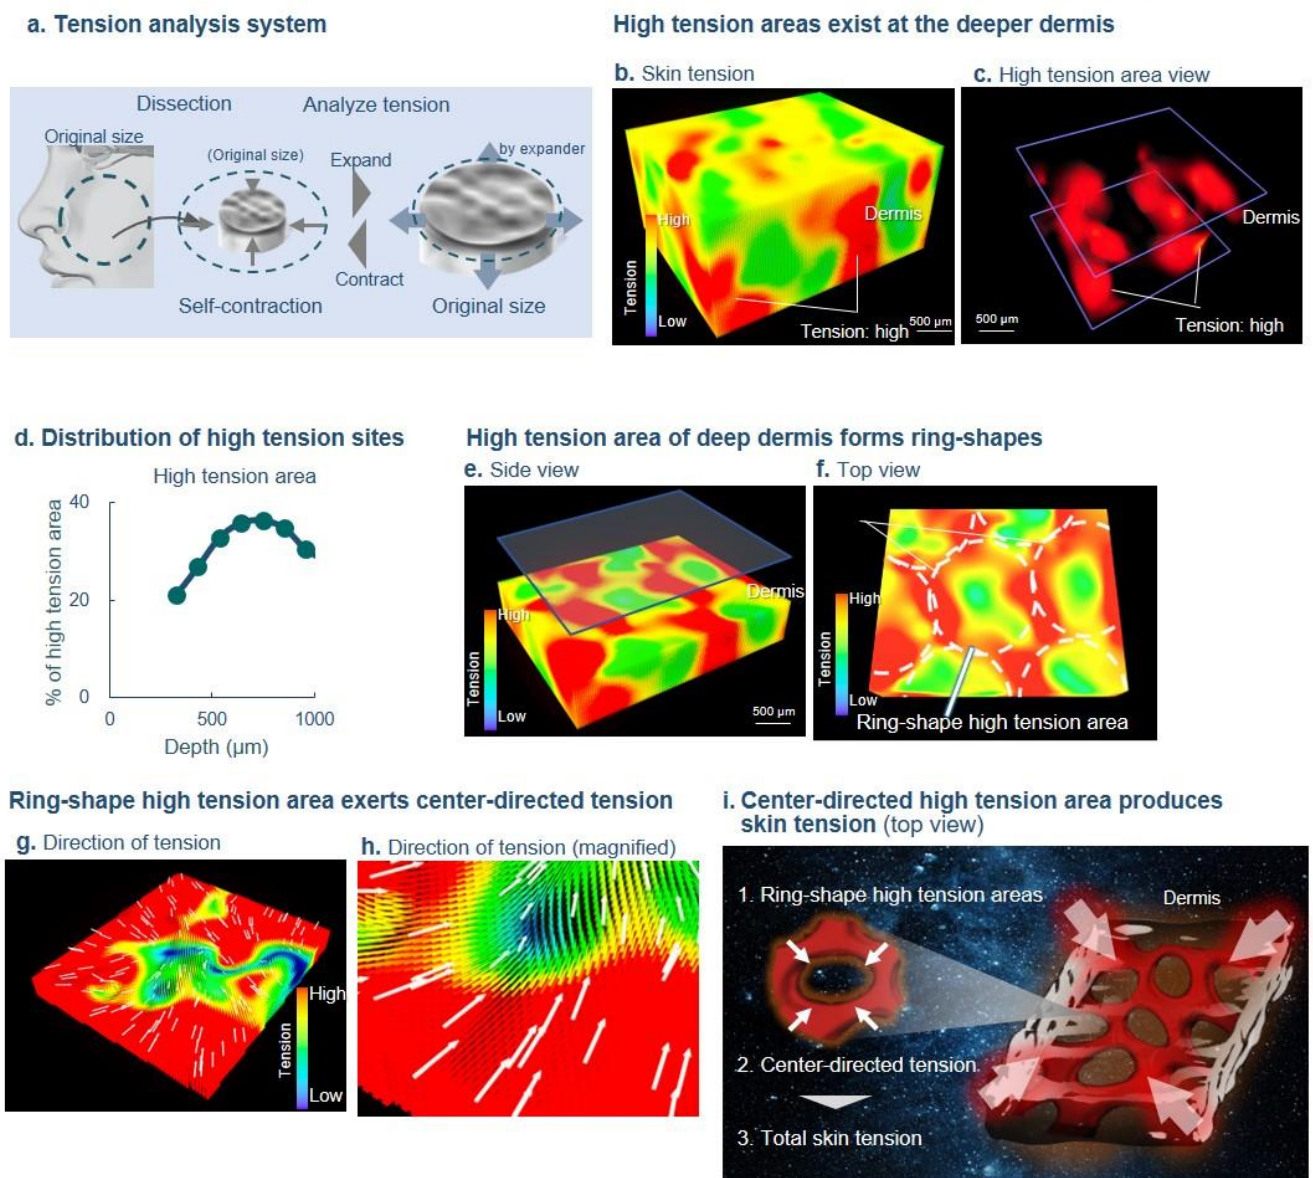 a. Tension analysis system
Dissection
Analyze tension
Original size
(Original size)
Expand
by expander
Contract
Self-contraction
Original size
High tension areas exist at the deeper dermis
b. Skin tension
High
Dermis
Tension
Low
Tension: high
500 µm
c. High tension area view
Dermis
500 µm
Tension: high
d. Distribution of high tension sites
High tension area
% of high tension area
40
20
0
0
500
1000
Depth (µm)
High tension area of deep dermis forms ring-shapes
e. Side view
Dermis
High
Tension
Low
500 µm
f. Top view
High
Tension
Low
Ring-shape high tension area
Ring-shape high tension area exerts center-directed tension
g. Direction of tension
High
Tension
Low
h. Direction of tension (magnified)
i. Center-directed high tension area produces
skin tension (top view)
1. Ring-shape high tension areas
Dermis
2. Center-directed tension
3. Total skin tension